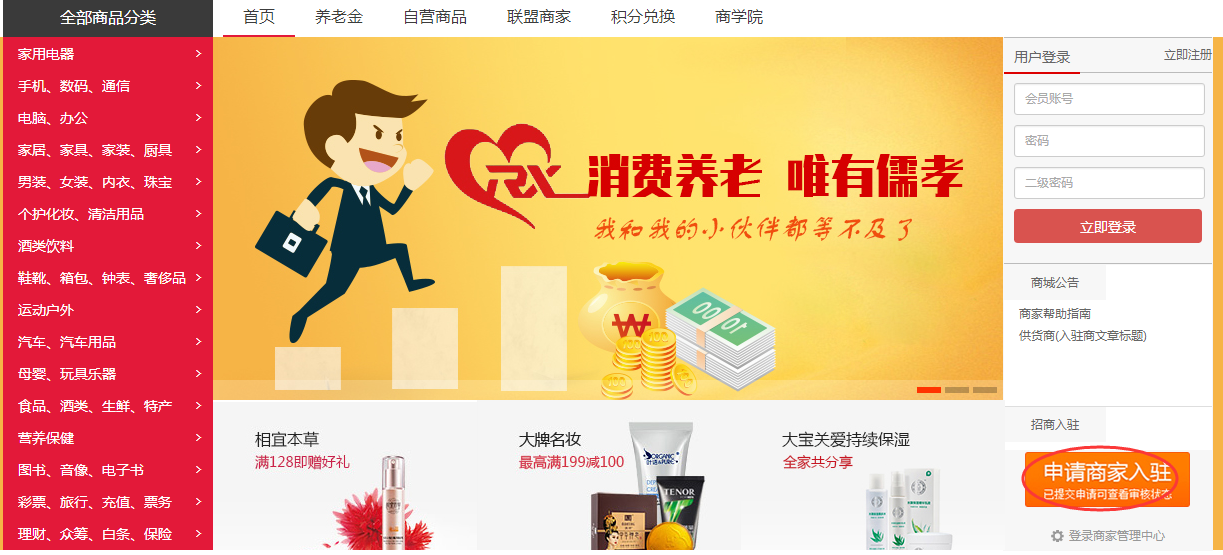 全部商品分类
首页 养老金 自营商品 联盟商家 积分兑换 商学院
家用电器
手机、数码、通信
电脑、办公
家居、家具、家装、厨具
男装、女装、内衣、珠宝
个护化妆、清洁用品
酒类饮料
鞋靴、箱包、钟表、奢侈品
运动户外
汽车、汽车用品
母婴、玩具乐器
食品、酒类、生鲜、特产
营养保健
图书、音像、电子书
彩票、旅行、充值、票务
理财、众筹、白条、保险
RX
消费养老 唯有儒孝
我和我的小伙伴都等不及了
相宜本草
满128即赠好礼
大牌名妆
最高满199减100
ORGANIC
TENOR
大宝关爱持续保湿
全家共分享
用户登录 立即注册
会员账号
密码
二级密码
立即登录
商城公告
商家帮助指南
供货商(入驻商文章标题)
招商入驻
申请商家入驻
已提交申请可查看审核状态
登录商家管理中心